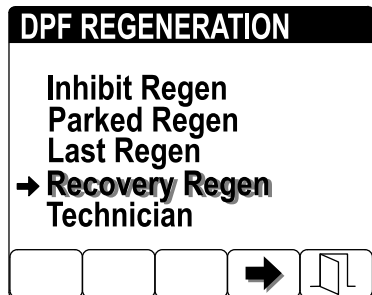 DPF REGENERATION
Inhibit Regen
Parked Regen
Last Regen
Recovery Regen
Technician